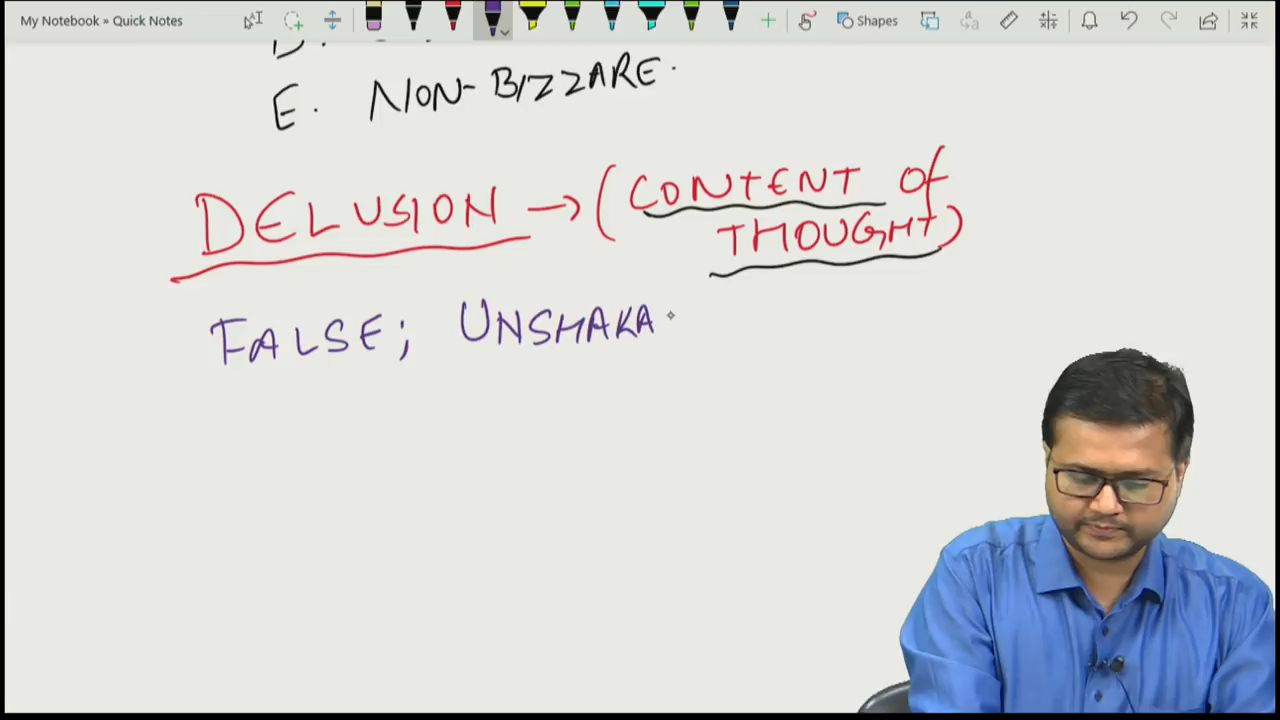 My Notebook » Quick Notes
Shapes
E. NON-BIZZARE.
DELUSION → (CONTENT of
THOUGHT)
FALSE; UNSHAKA